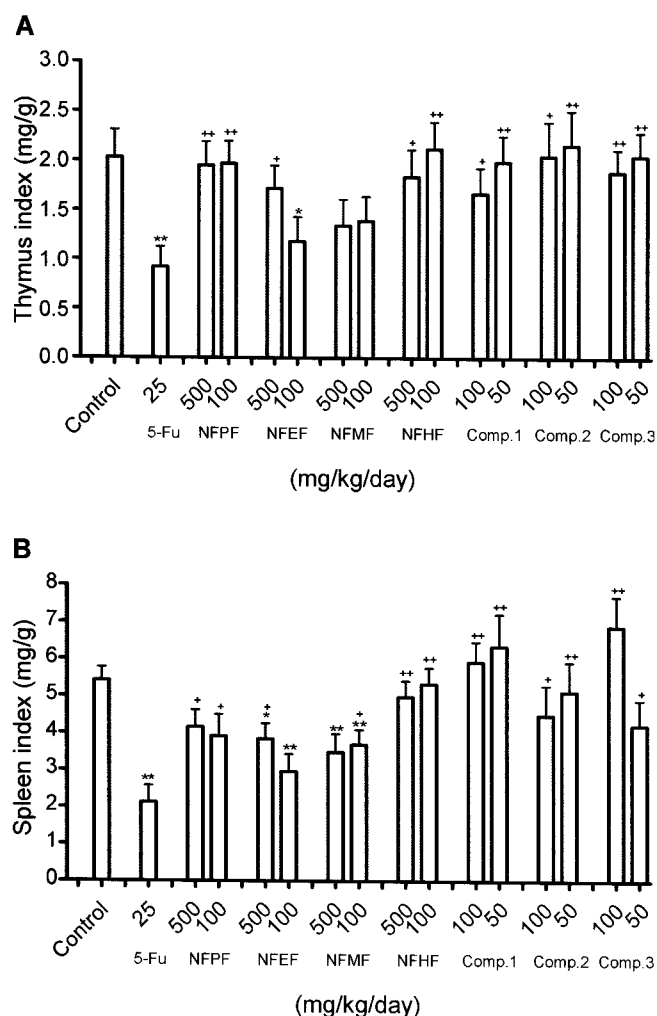 A
Thymus index (mg/g)
3.0
2.5
2.0
1.5
1.0
0.5
0.0
** ++ ++ + * + ++ + ++ + ++ ++ ++
Control 25 500 100 500 100 500 100 500 100 100 50 100 50 100 50
5-Fu NFPF NFEF NFMF NFHF Comp.1 Comp.2 Comp.3
(mg/kg/day)
B
Spleen index (mg/g)
8
7
6
5
4
3
2
1
0
** + + + * ** ** + ** ++ ++ ++ ++ + ++ ++ +
Control 25 500 100 500 100 500 100 500 100 100 50 100 50 100 50
5-Fu NFPF NFEF NFMF NFHF Comp.1 Comp.2 Comp.3
(mg/kg/day)